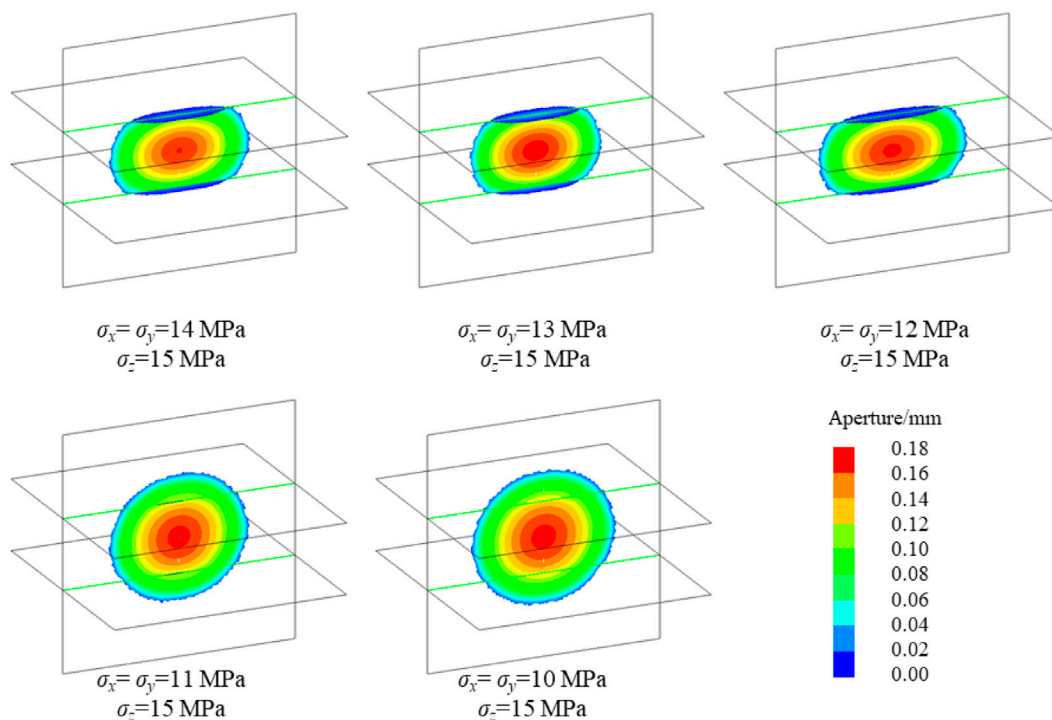 σx= σy=14 MPa
σz=15 MPa
σx= σy=13 MPa
σz=15 MPa
σx= σy=12 MPa
σz=15 MPa
σx= σy=11 MPa
σz=15 MPa
σx= σy=10 MPa
σz=15 MPa
Aperture/mm
0.18
0.16
0.14
0.12
0.10
0.08
0.06
0.04
0.02
0.00